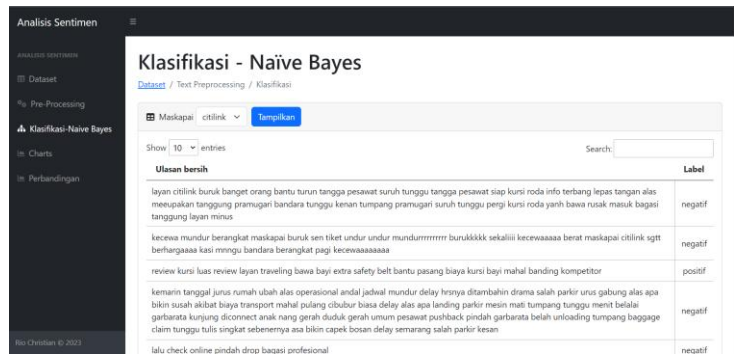 Analisis Sentimen
ANALISIS SENTIMEN
Dataset
Pre-Processing
Klasifikasi-Naive Bayes
Charts
Perbandingan
Rio Christian © 2023
Klasifikasi - Naïve Bayes
Dataset / Text Preprocessing / Klasifikasi
Maskapai citilink Tampilkan
Show 10 entries Search:
Ulasan bersih Label
layan citilink buruk banget orang bantu turun tangga pesawat suruh tunggu tangga pesawat siap kursi roda info terbang lepas tangan alas
meeupakan tanggung pramugari bandara tunggu kenan tumpang pramugari suruh tunggu pergi kursi roda yanh bawa rusak masuk bagasi
tanggung layan minus
negatif
kecewa mundur berangkat maskapai buruk sen tiket undur undur mundurrrrrrrrrr burukkkkk sekaliiii kecewaaaaa berat maskapai citilink sgtt
berhargaaaa kasi mnngu bandara berangkat pagi kecewaaaaaaaa
negatif
review kursi luas review layan traveling bawa bayi extra safety belt bantu pasang biaya kursi bayi mahal banding kompetitor
positif
kemarin tanggal jurus rumah ubah alas operasional andal jadwal mundur delay hrsnya ditambahin drama salah parkir urus gabung alas apa
bikin susah akibat biaya transport mahal pulang cibubur biasa delay alas apa landing parkir mesin mati tumpang tunggu menit belalai
garbarata kunjung diconnect anak nang gerah duduk gerah umum pesawat pushback pindah garbarata belah unloading tumpang baggage
claim tunggu tulis singkat sebenernya asa bikin capek bosan delay semarang salah parkir kesan
negatif
lalu check online pindah drop bagasi profesional
negatif